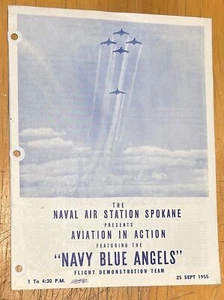 THE
NAVAL AIR STATION SPOKANE
PRESENTS
AVIATION IN ACTION
FEATURING THE
"NAVY BLUE ANGELS"
FLIGHT DEMONSTRATION TEAM
1 To 4:30 P.M. 25 SEPT 1955